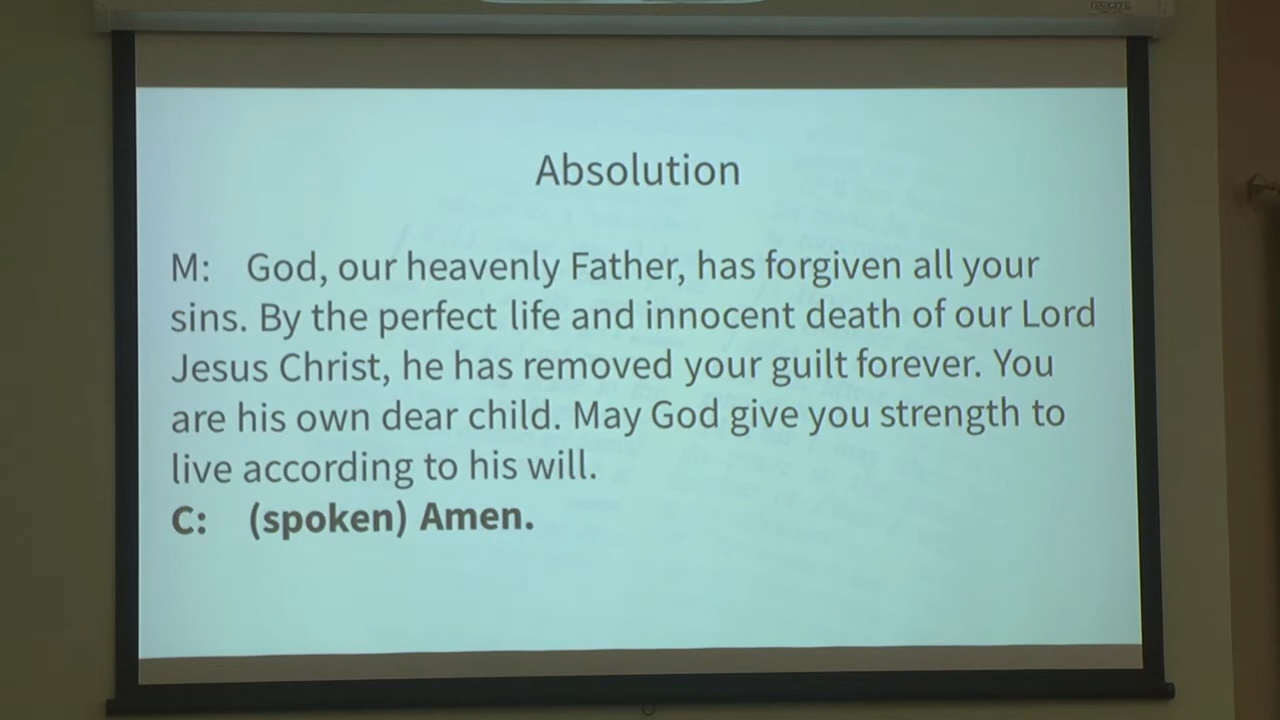 Absolution
M: God, our heavenly Father, has forgiven all your
sins. By the perfect life and innocent death of our Lord
Jesus Christ, he has removed your guilt forever. You
are his own dear child. May God give you strength to
live according to his will.
C: (spoken) Amen.